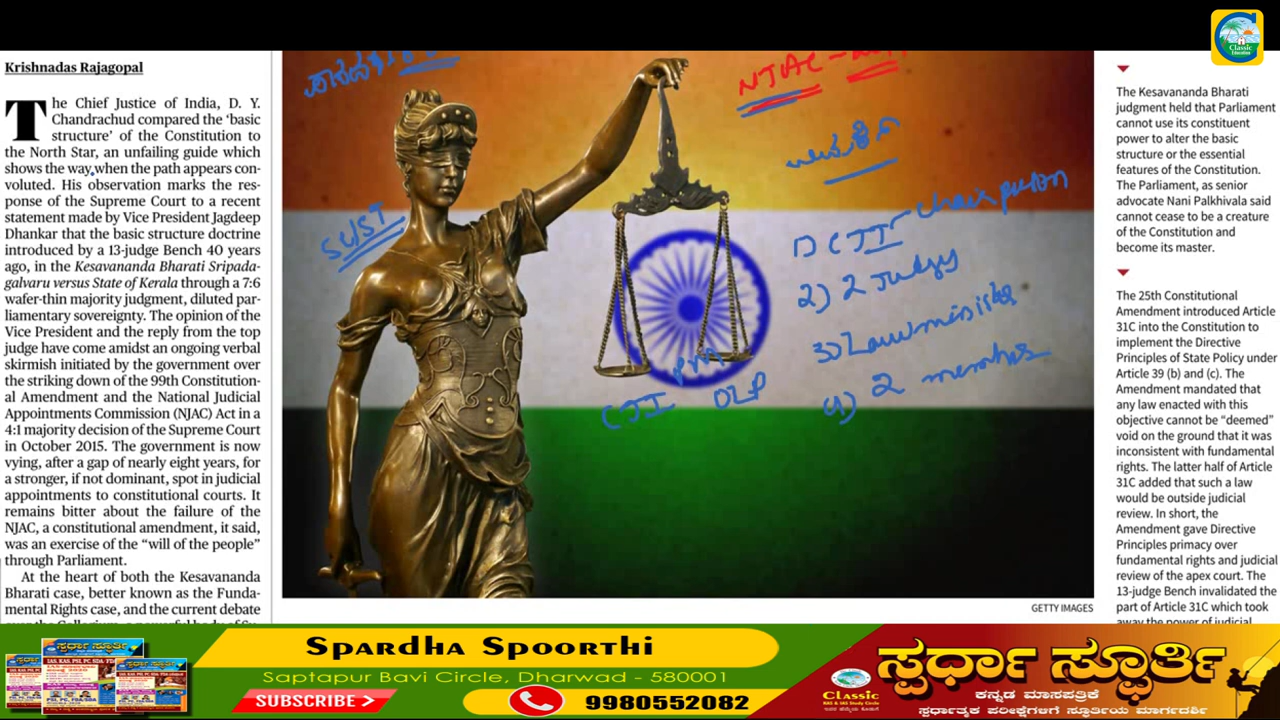 Classic
Education
Krishnadas Rajagopal
The Chief Justice of India, D. Y.
Chandrachud compared the ‘basic
structure’ of the Constitution to
the North Star, an unfailing guide which
shows the way when the path appears con-
voluted. His observation marks the res-
ponse of the Supreme Court to a recent
statement made by Vice President Jagdeep
Dhankar that the basic structure doctrine
introduced by a 13-judge Bench 40 years
ago, in the Kesavananda Bharati Sripada-
galvaru versus State of Kerala through a 7:6
wafer-thin majority judgment, diluted par-
liamentary sovereignty. The opinion of the
Vice President and the reply from the top
judge have come amidst an ongoing verbal
skirmish initiated by the government over
the striking down of the 99th Constitution-
al Amendment and the National Judicial
Appointments Commission (NJAC) Act in a
4:1 majority decision of the Supreme Court
in October 2015. The government is now
vying, after a gap of nearly eight years, for
a stronger, if not dominant, spot in judicial
appointments to constitutional courts. It
remains bitter about the failure of the
NJAC, a constitutional amendment, it said,
was an exercise of the “will of the people”
through Parliament.
At the heart of both the Kesavananda
Bharati case, better known as the Funda-
mental Rights case, and the current debate
NJAC
SC/ST
1) CJI - Chairperson
2) 2 Judges
3) Law minister
4) 2 members
PM
CJI OLP
GETTY IMAGES
The Kesavananda Bharati
judgment held that Parliament
cannot use its constituent
power to alter the basic
structure or the essential
features of the Constitution.
The Parliament, as senior
advocate Nani Palkhivala said
cannot cease to be a creature
of the Constitution and
become its master.
The 25th Constitutional
Amendment introduced Article
31C into the Constitution to
implement the Directive
Principles of State Policy under
Article 39 (b) and (c). The
Amendment mandated that
any law enacted with this
objective cannot be “deemed”
void on the ground that it was
inconsistent with fundamental
rights. The latter half of Article
31C added that such a law
would be outside judicial
review. In short, the
Amendment gave Directive
Principles primacy over
fundamental rights and judicial
review of the apex court. The
13-judge Bench invalidated the
part of Article 31C which took
away the power of judicial
Spardha Spoorthi
Saptapur Bavi Circle, Dharwad - 580001
SUBSCRIBE >
9980552082
Classic
KAS & IAS Study Circle
ಸ್ಪರ್ಧಾ ಸ್ಫೂರ್ತಿ
ಕನ್ನಡ ಮಾಸಪತ್ರಿಕೆ
ಸ್ಪರ್ಧಾತ್ಮಕ ಪರೀಕ್ಷೆಗಳಿಗೆ ಸ್ಫೂರ್ತಿಯ ಮಾರ್ಗದರ್ಶಿ